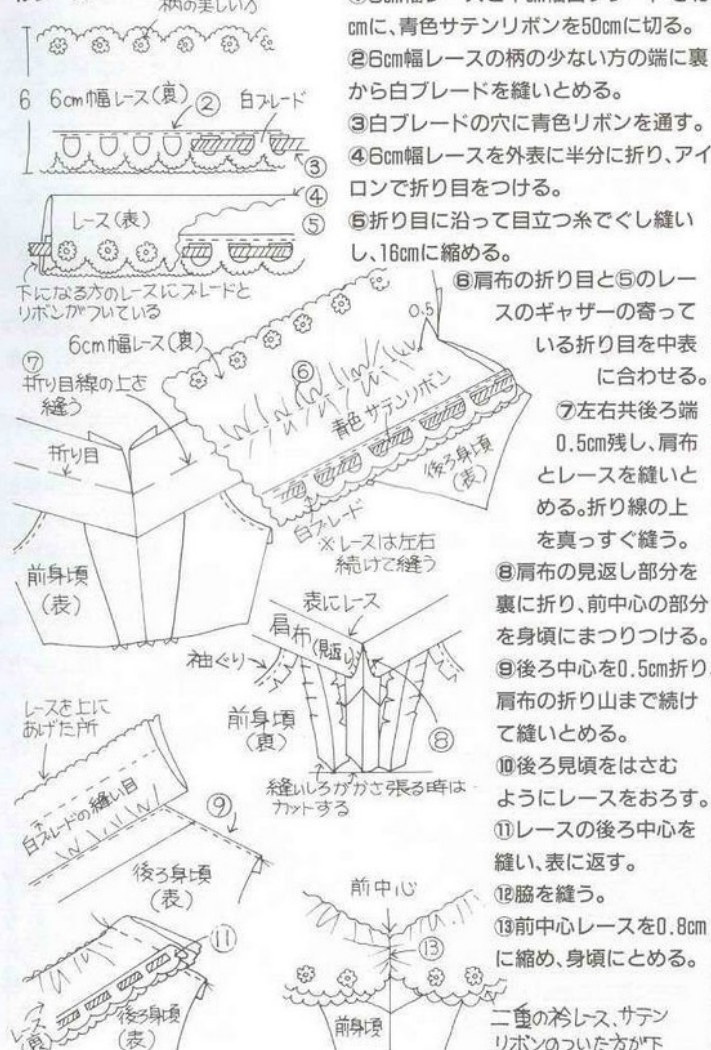 柄の美しい方
6 6cm幅レース(裏) ② 白ブレード
③
④
⑤
レース(表)
下になる方のレースにブレードと
リボンがついている
cmに、青色サテンリボンを50cmに切る。
②6cm幅レースの柄の少ない方の端に裏
から白ブレードを縫いとめる。
③白ブレードの穴に青色リボンを通す。
④6cm幅レースを外表に半分に折り、アイ
ロンで折り目をつける。
⑤折り目に沿って目立つ糸でぐし縫い
し、16cmに縮める。
⑥肩布の折り目と⑤のレー
スのギャザーの寄って
いる折り目を中表
に合わせる。
⑦左右共後ろ端
0.5cm残し、肩布
とレースを縫いと
める。折り線の上
を真っすぐ縫う。
⑧肩布の見返し部分を
裏に折り、前中心の部分
を身頃にまつりつける。
⑨後ろ中心を0.5cm折り、
肩布の折り山まで続け
て縫いとめる。
⑩後ろ見頃をはさむ
ようにレースをおろす。
⑪レースの後ろ中心を
縫い、表に返す。
⑫脇を縫う。
⑬前中心レースを0.8cm
に縮め、身頃にとめる。
二重の衿レース、サテン
リボンのついた方が下
6cm幅レース(裏)
0.5
⑥
⑦
折り目線の上を
縫う
青色サテンリボン
折り目
後ろ身頃
(表)
白ブレード
※レースは左右
続けて縫う
前身頃
(表)
表にレース
肩布(見返し)
袖ぐり
前身頃
(裏)
⑧
縫いしろがかさ張る時は
カットする
レースを上に
あげた所
白ブレードの縫い目
⑨
後ろ身頃
(表)
⑪
レース
(裏)
後ろ身頃
(表)
前中心
⑬
前身頃